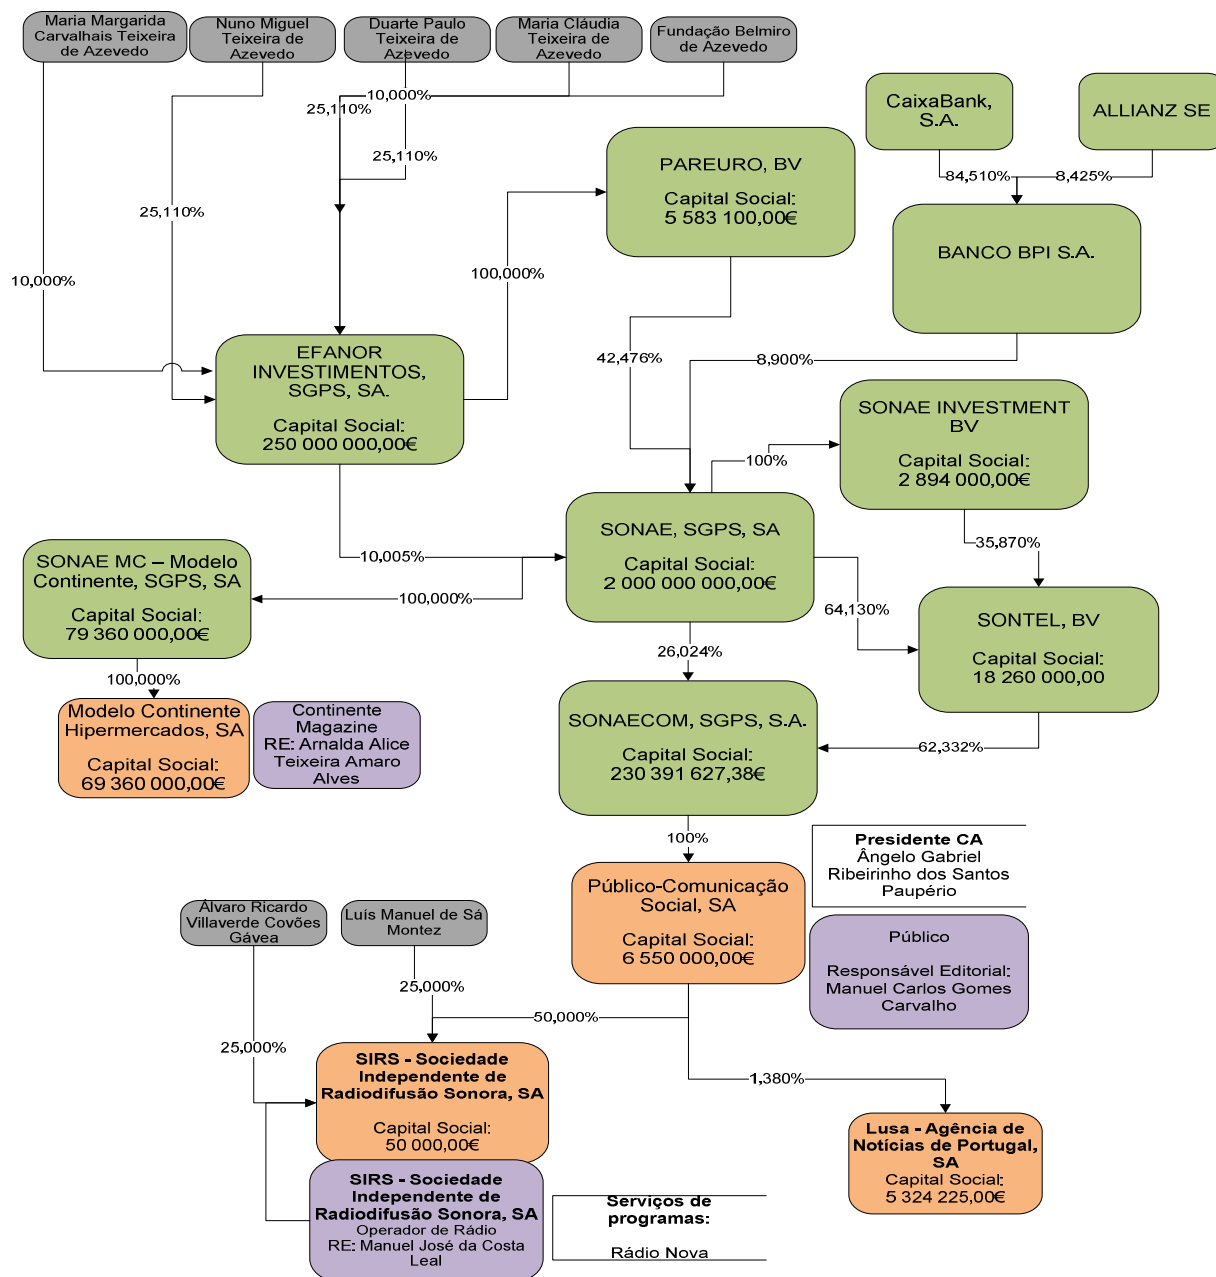 Maria Margarida
Carvalhais Teixeira
de Azevedo
Nuno Miguel
Teixeira de
Azevedo
Duarte Paulo
Teixeira de
Azevedo
Maria Cláudia
Teixeira de
Azevedo
Fundação Belmiro
de Azevedo
10,000%
25,110%
25,110%
10,000%
25,110%
25,110%
10,000%
CaixaBank,
S.A.
ALLIANZ SE
84,510%
8,425%
PAREURO, BV
Capital Social:
5 583 100,00€
BANCO BPI S.A.
100,000%
42,476%
8,900%
EFANOR
INVESTIMENTOS,
SGPS, SA.
Capital Social:
250 000 000,00€
SONAE INVESTMENT
BV
Capital Social:
2 894 000,00€
100%
35,870%
SONAE, SGPS, SA
Capital Social:
2 000 000 000,00€
10,005%
100,000%
64,130%
SONAE MC – Modelo
Continente, SGPS, SA
Capital Social:
79 360 000,00€
SONTEL, BV
Capital Social:
18 260 000,00
100,000%
26,024%
62,332%
Modelo Continente
Hipermercados, SA
Capital Social:
69 360 000,00€
Continente
Magazine
RE: Arnalda Alice
Teixeira Amaro
Alves
SONAECOM, SGPS, S.A.
Capital Social:
230 391 627,38€
100%
Presidente CA
Ângelo Gabriel
Ribeirinho dos Santos
Paupério
Público-Comunicação
Social, SA
Capital Social:
6 550 000,00€
Público
Responsável Editorial:
Manuel Carlos Gomes
Carvalho
Álvaro Ricardo
Villaverde Covões
Gávea
Luís Manuel de Sá
Montez
25,000%
50,000%
25,000%
1,380%
SIRS - Sociedade
Independente de
Radiodifusão Sonora, SA
Capital Social:
50 000,00€
Lusa - Agência de
Notícias de Portugal,
SA
Capital Social:
5 324 225,00€
SIRS - Sociedade
Independente de
Radiodifusão Sonora, SA
Operador de Rádio
RE: Manuel José da Costa
Leal
Serviços de
programas:
Rádio Nova